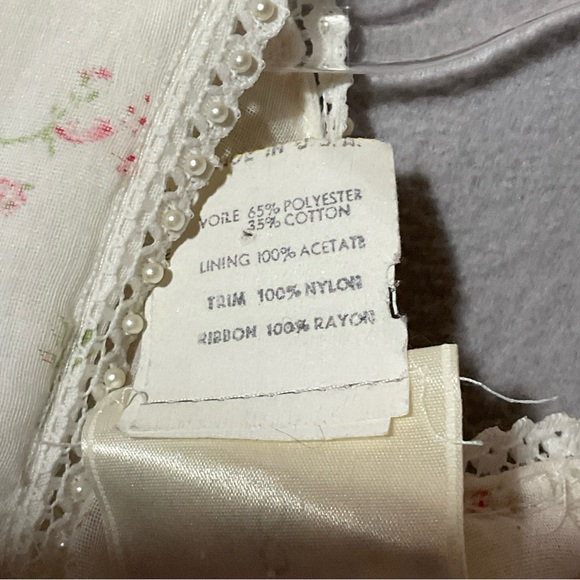 IN U.S.A.
VOILE 65% POLYESTER
35% COTTON
LINING 100% ACETATE
TRIM 100% NYLON
RIBBON 100% RAYON